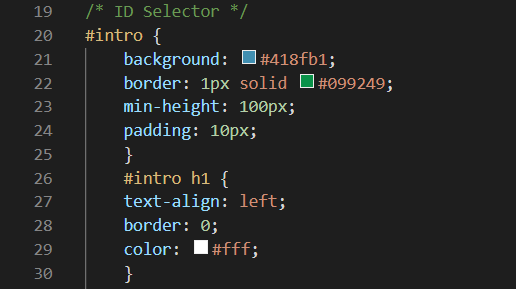 19 /* ID Selector */
20 #intro {
21 background: #418fb1;
22 border: 1px solid #099249;
23 min-height: 100px;
24 padding: 10px;
25 }
26 #intro h1 {
27 text-align: left;
28 border: 0;
29 color: #fff;
30 }